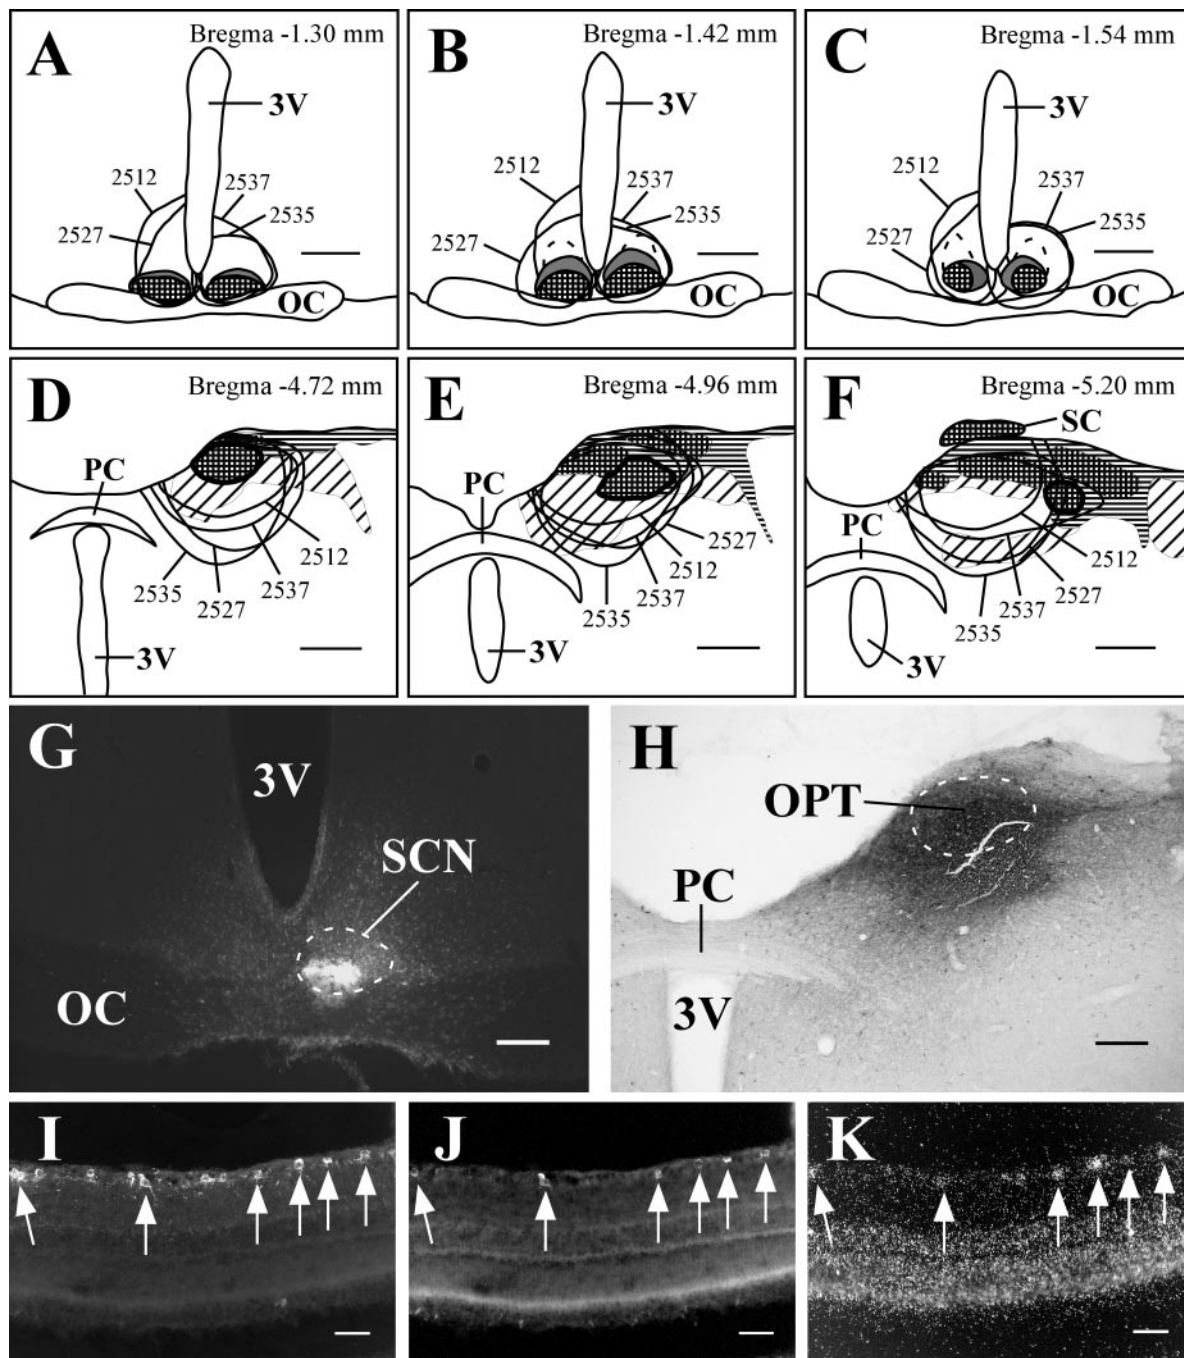 A
Bregma -1.30 mm
3V
2512
2537
2535
2527
OC
B
Bregma -1.42 mm
3V
2512
2537
2535
2527
OC
C
Bregma -1.54 mm
3V
2512
2537
2535
2527
OC
D
Bregma -4.72 mm
PC
2512
2537
2527
2535
3V
E
Bregma -4.96 mm
PC
2527
2512
2537
2535
3V
F
Bregma -5.20 mm
SC
PC
2512
2527
2537
2535
3V
G
3V
SCN
OC
H
OPT
PC
3V
I
J
K